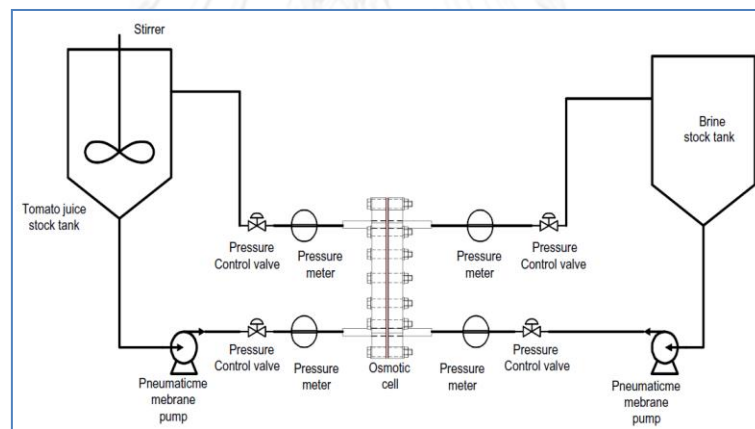 Stirrer
Brine
stock tank
Tomato juice
stock tank
Pressure
Control valve
Pressure
meter
Pressure
meter
Pressure
Control valve
Pressure
Control valve
Pressure
meter
Osmotic
cell
Pressure
meter
Pressure
Control valve
Pneumaticme
mebrane
pump
Pneumaticme
mebrane
pump